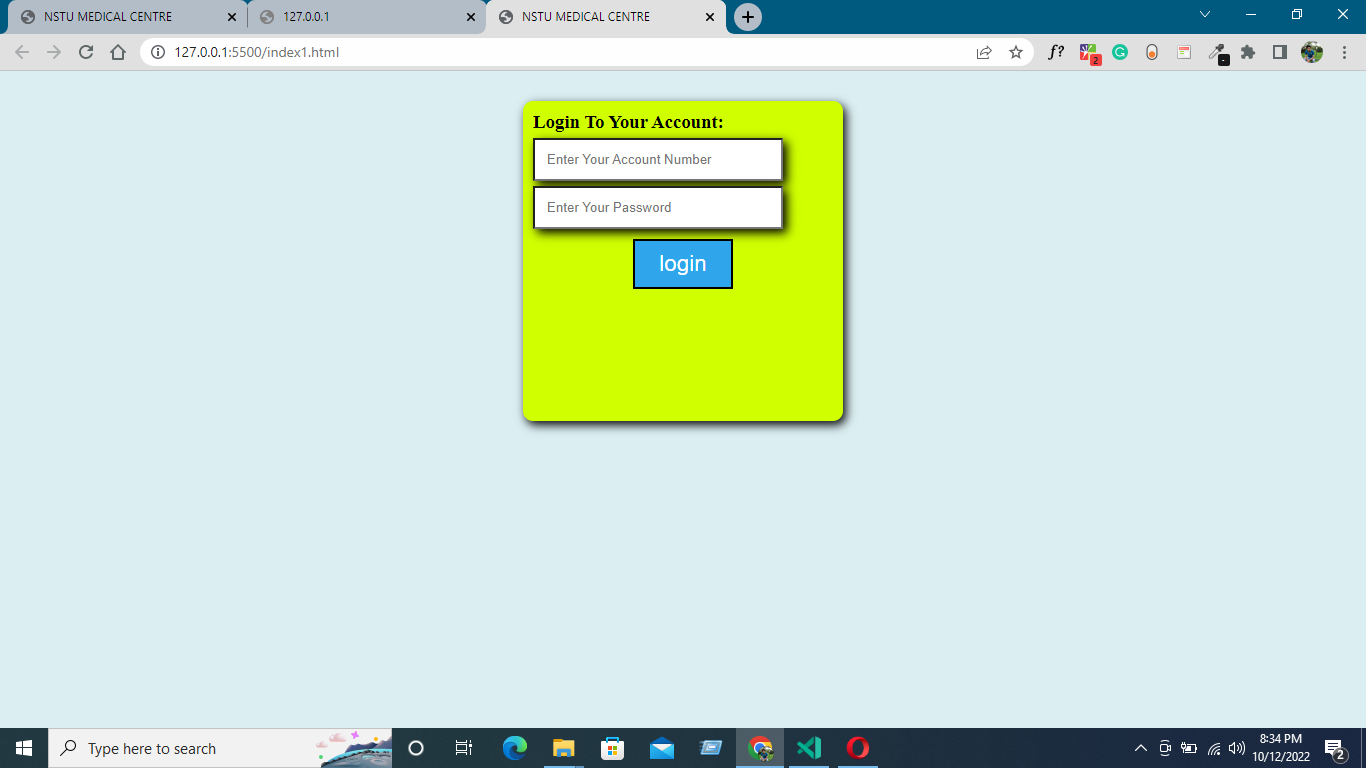 NSTU MEDICAL CENTRE
127.0.0.1
NSTU MEDICAL CENTRE
127.0.0.1:5500/index1.html
f?
2
Login To Your Account:
Enter Your Account Number
Enter Your Password
login
Type here to search
8:34 PM
10/12/2022
2